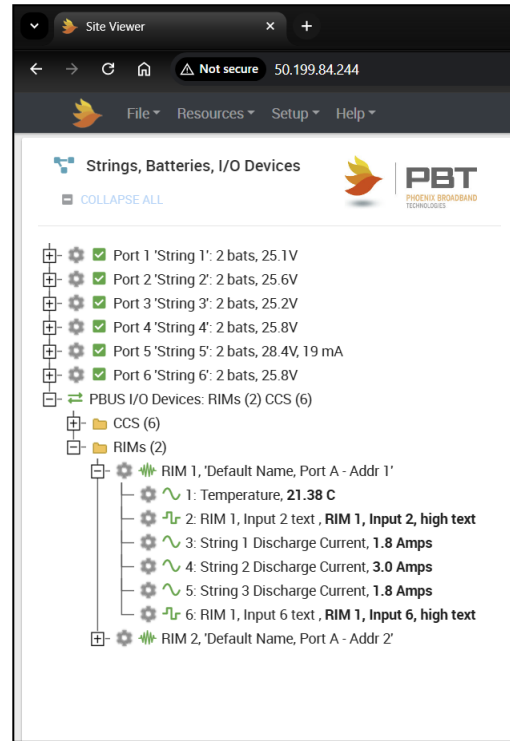 Site Viewer
Not secure 50.199.84.244
File Resources Setup Help
Strings, Batteries, I/O Devices
COLLAPSE ALL
PBT
PHOENIX BROADBAND
TECHNOLOGIES
Port 1 'String 1': 2 bats, 25.1V
Port 2 'String 2': 2 bats, 25.6V
Port 3 'String 3': 2 bats, 25.2V
Port 4 'String 4': 2 bats, 25.8V
Port 5 'String 5': 2 bats, 28.4V, 19 mA
Port 6 'String 6': 2 bats, 25.8V
PBUS I/O Devices: RIMs (2) CCS (6)
CCS (6)
RIMs (2)
RIM 1, 'Default Name, Port A - Addr 1'
1: Temperature, 21.38 C
2: RIM 1, Input 2 text , RIM 1, Input 2, high text
3: String 1 Discharge Current, 1.8 Amps
4: String 2 Discharge Current, 3.0 Amps
5: String 3 Discharge Current, 1.8 Amps
6: RIM 1, Input 6 text , RIM 1, Input 6, high text
RIM 2, 'Default Name, Port A - Addr 2'